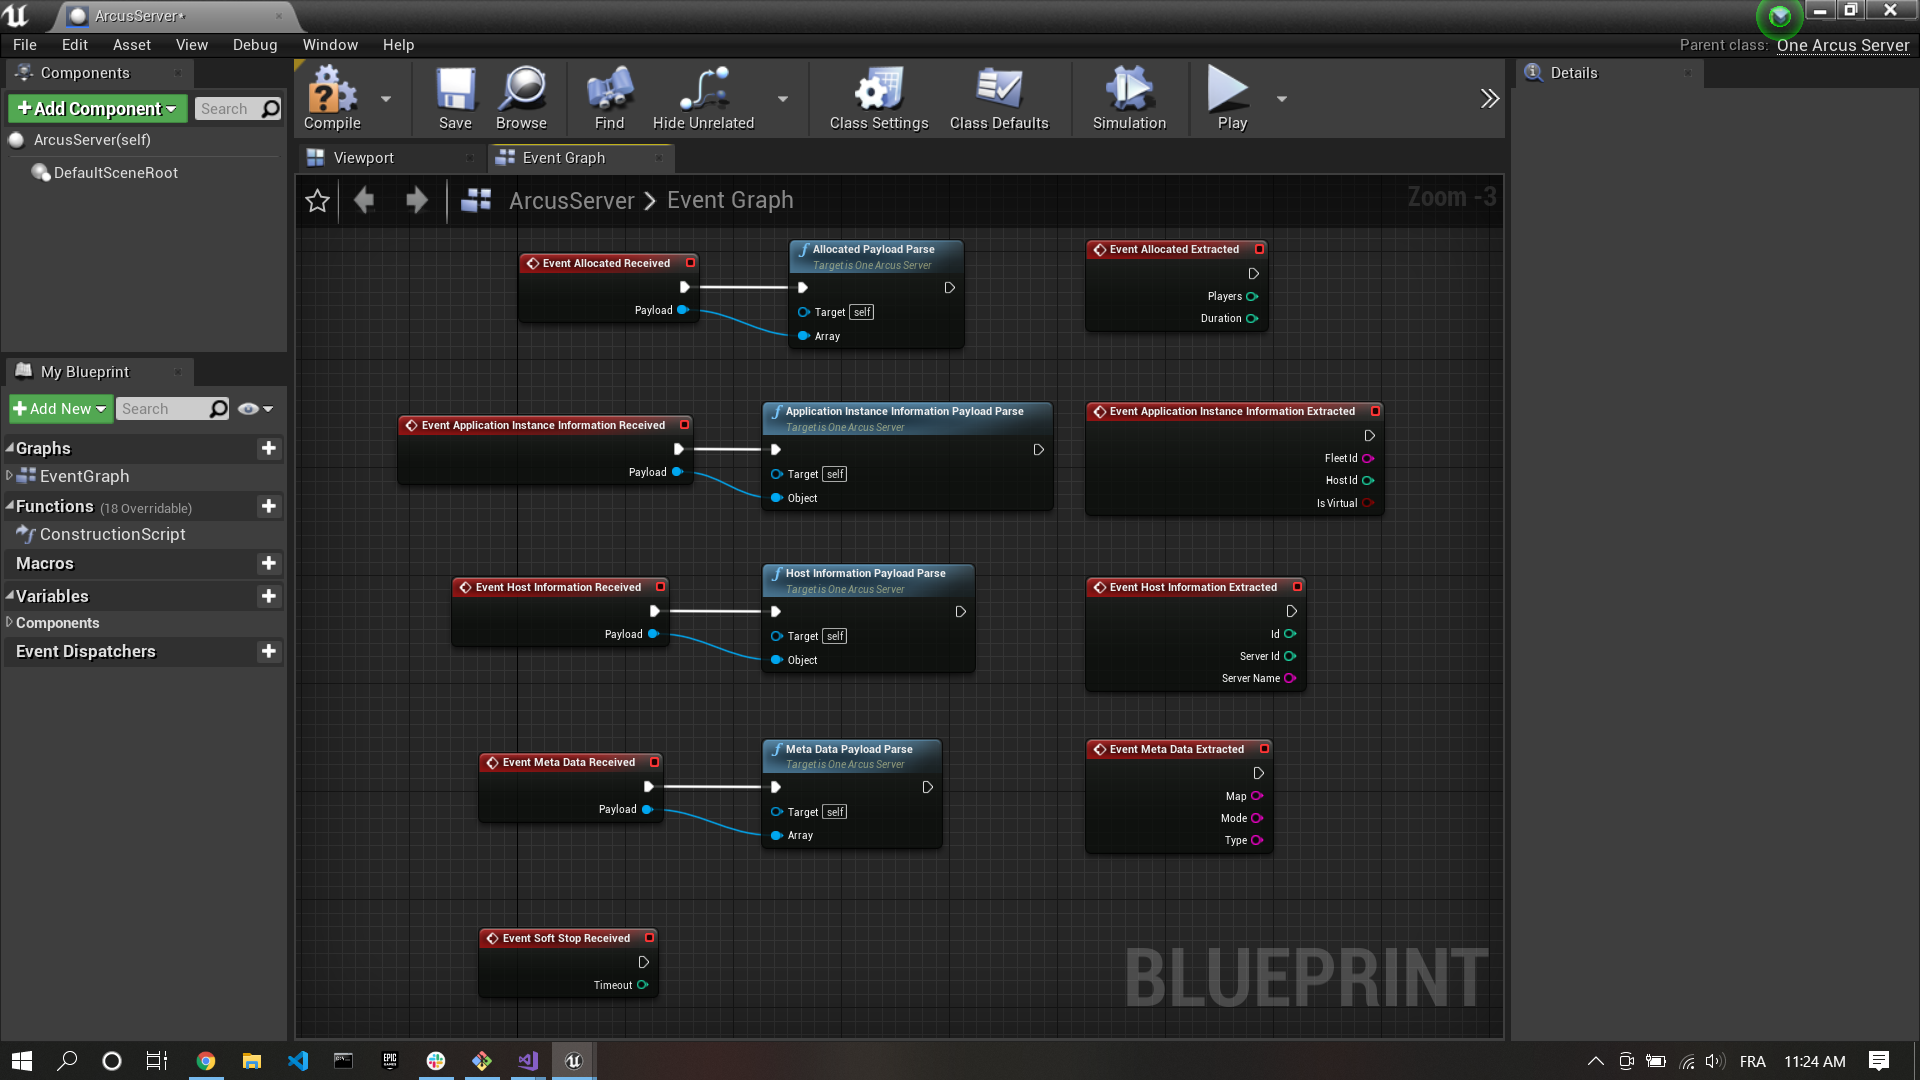 ArcusServer*
File Edit Asset View Debug Window Help
Parent class: One Arcus Server
Components
+Add Component
Search
ArcusServer(self)
DefaultSceneRoot
My Blueprint
+Add New
Search
Graphs
EventGraph
Functions (18 Overridable)
ConstructionScript
Macros
Variables
Components
Event Dispatchers
Compile
Save
Browse
Find
Hide Unrelated
Class Settings
Class Defaults
Simulation
Play
Details
Viewport
Event Graph
ArcusServer > Event Graph
Zoom -3
Event Allocated Received
Payload
Allocated Payload Parse
Target is One Arcus Server
Target self
Array
Event Allocated Extracted
Players
Duration
Event Application Instance Information Received
Payload
Application Instance Information Payload Parse
Target is One Arcus Server
Target self
Object
Event Application Instance Information Extracted
Fleet Id
Host Id
Is Virtual
Event Host Information Received
Payload
Host Information Payload Parse
Target is One Arcus Server
Target self
Object
Event Host Information Extracted
Id
Server Id
Server Name
Event Meta Data Received
Payload
Meta Data Payload Parse
Target is One Arcus Server
Target self
Array
Event Meta Data Extracted
Map
Mode
Type
Event Soft Stop Received
Timeout
BLUEPRINT
EPIC
FRA
11:24 AM